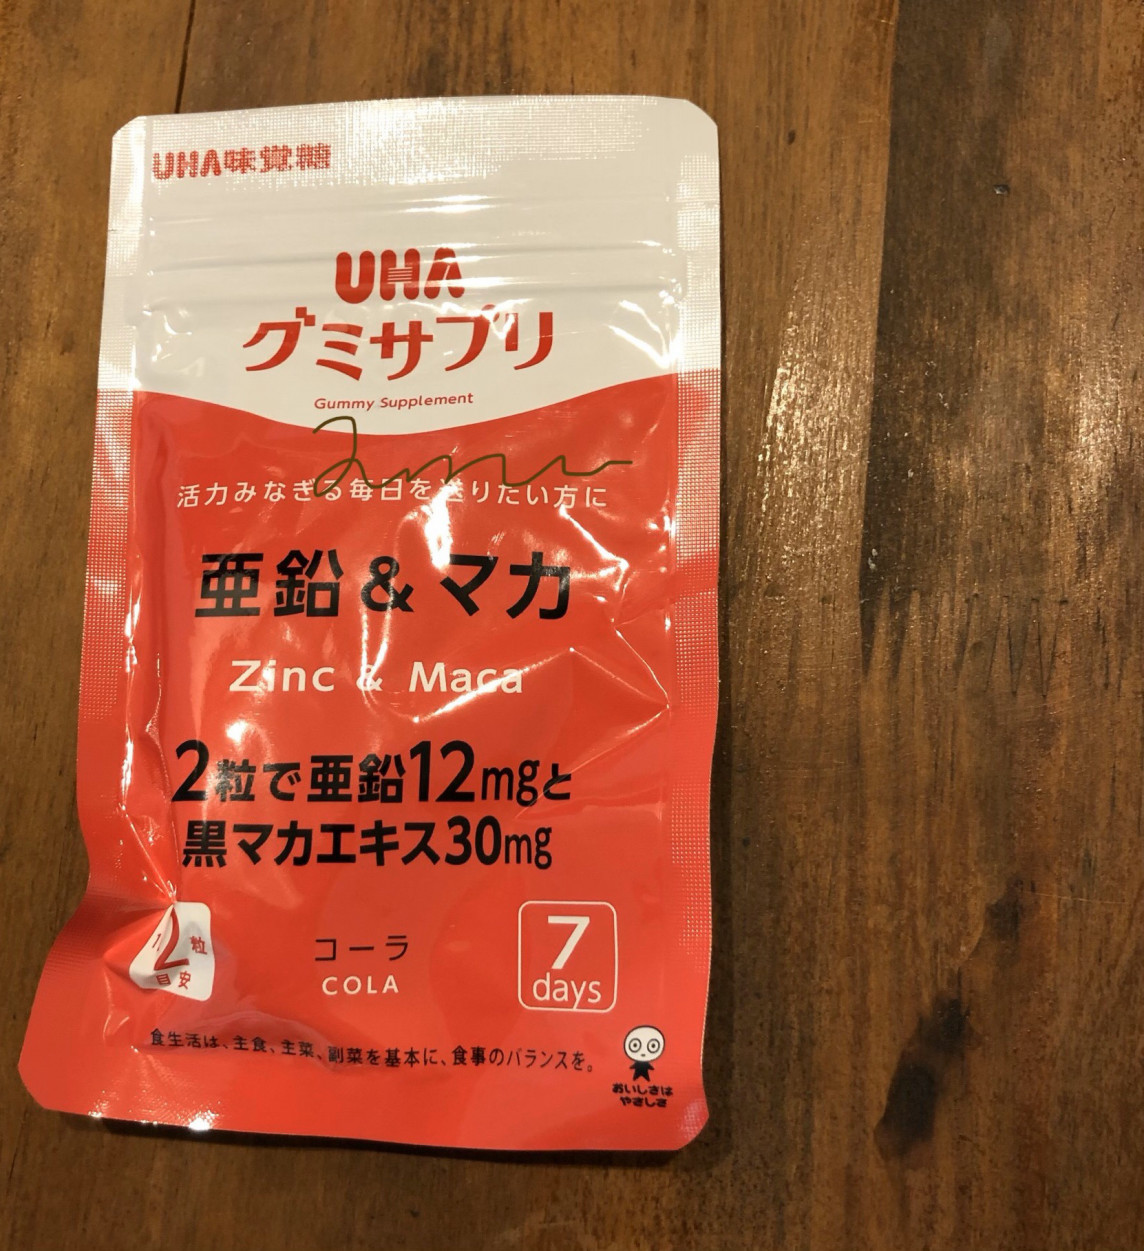 UHA味覚糖
UHA
グミサプリ
Gummy Supplement
活力みなぎる毎日を送りたい方に
亜鉛&マカ
Zinc & Maca
2粒で亜鉛12mgと
黒マカエキス30mg
1 2粒
目安
コーラ
COLA
7
days
食生活は、主食、主菜、副菜を基本に、食事のバランスを。
おいしさは
やさしさ